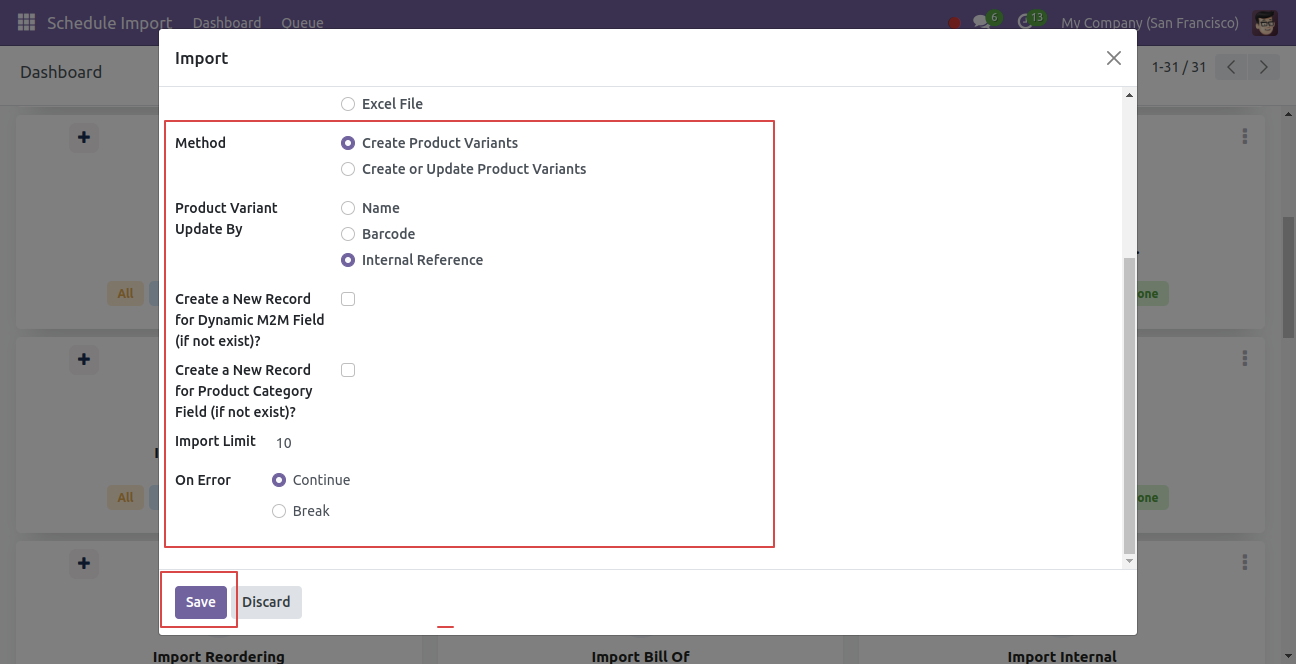 Schedule Import Dashboard Queue 6 13 My Company (San Francisco)
Import
Dashboard 1-31 / 31
Excel File
Method Create Product Variants
Create or Update Product Variants
Product Variant Name
Update By Barcode
Internal Reference
All one
Create a New Record
for Dynamic M2M Field
(if not exist)?
Create a New Record
for Product Category
Field (if not exist)?
Import Limit 10
On Error Continue
All one
Break
Save Discard
Import Reordering Import Bill Of Import Internal